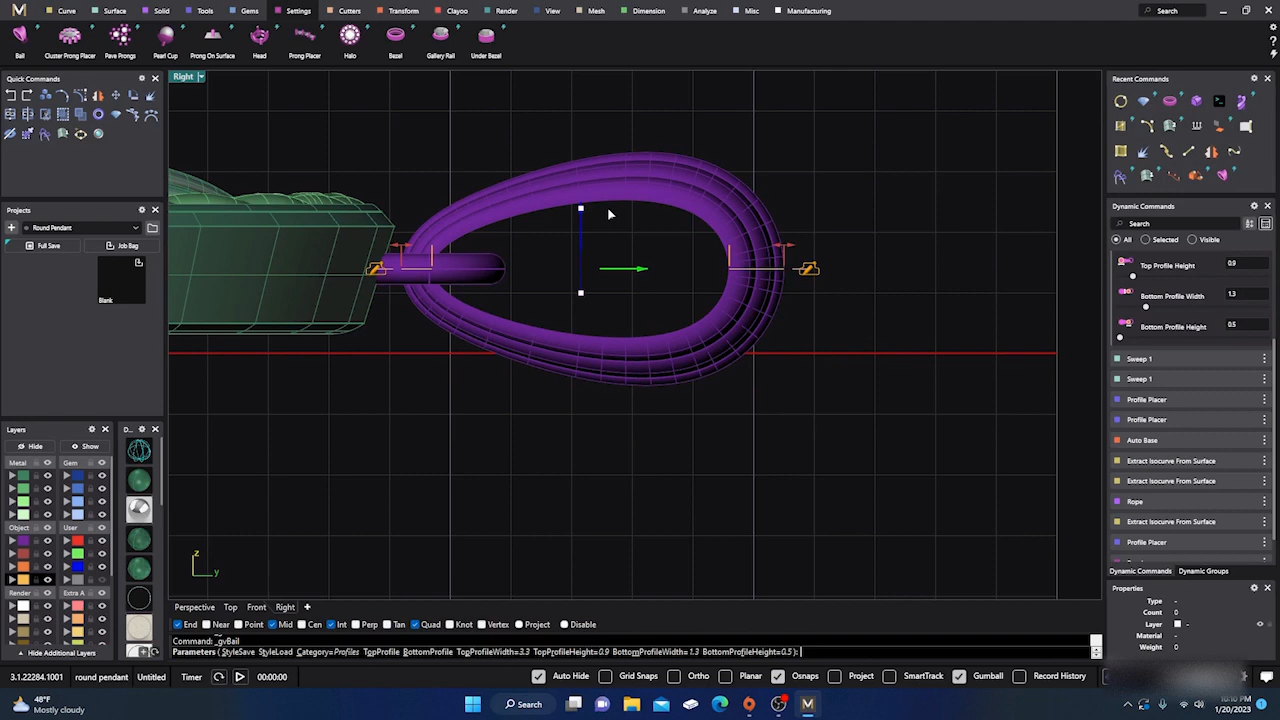 Curve Surface Solid Tools Gems Settings Cutters Transform Clayoo Render View Mesh Dimension Analyze Misc Manufacturing Search
Bail Cluster Prong Placer Pave Prongs Pearl Cup Prong On Surface Head Prong Placer Halo Bezel Gallery Rail Under Bezel
Quick Commands
Right
Recent Commands
Projects
Round Pendant
Full Save Job Bag
Blank
Dynamic Commands
Search
All Selected Visible
Top Profile Height 0.9
Bottom Profile Width 1.3
Bottom Profile Height 0.5
Sweep 1
Sweep 1
Profile Placer
Profile Placer
Auto Base
Extract Isocurve From Surface
Extract Isocurve From Surface
Rope
Extract Isocurve From Surface
Profile Placer
Dynamic Commands Dynamic Groups
Layers
D...
Hide Show
Metal Gem
Object User
Render Extra A
Hide Additional Layers
z
y
Properties
Type -
Count 0
Layer -
Material -
Weight 0
Perspective Top Front Right
End Near Point Mid Cen Int Perp Tan Quad Knot Vertex Project Disable
Command: _gvBail
Parameters ( StyleSave StyleLoad Category=Profiles TopProfile BottomProfile TopProfileWidth=3.3 TopProfileHeight=0.9 BottomProfileWidth=1.3 BottomProfileHeight=0.5):
3.1.22284.1001 round pendant Untitled Timer 00:00:00 Auto Hide Grid Snaps Ortho Planar Osnaps Project SmartTrack Gumball Record History
48°F
Mostly cloudy
Search
10:10 PM
1/20/2023